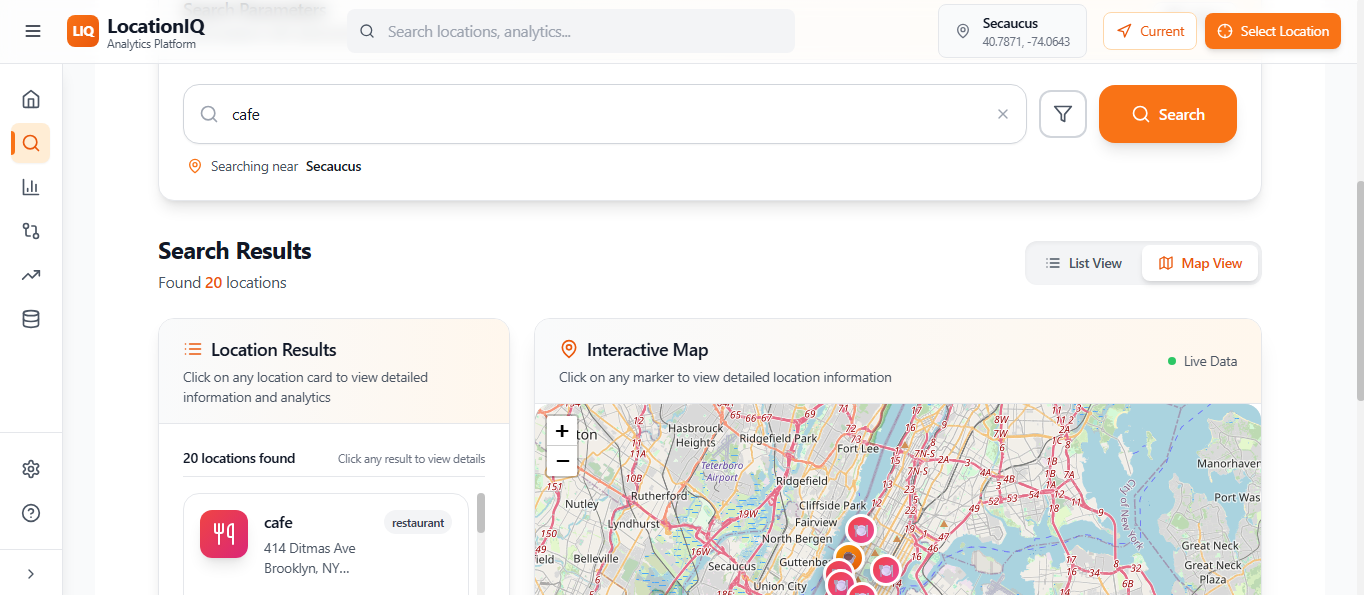 LIQ
LocationIQ
Analytics Platform
Search locations, analytics...
Secaucus
40.7871, -74.0643
Current
Select Location
Search Parameters
cafe
Search
Searching near Secaucus
Search Results
Found 20 locations
List View
Map View
Location Results
Click on any location card to view detailed
information and analytics
20 locations found
Click any result to view details
cafe
restaurant
414 Ditmas Ave
Brooklyn, NY...
Interactive Map
Click on any marker to view detailed location information
Live Data
+
−
Hasbrouck
Heights
Ridgefield Park
Fort Lee
Teterboro
Airport
Ridgefield
Rutherford
Nutley
Lyndhurst
Cliffside Park
Fairview
North Bergen
Belleville
Secaucus
Guttenbe
Union City
Manorhaven
Port Was
City of New York
Great Neck
Great Neck
Plaza